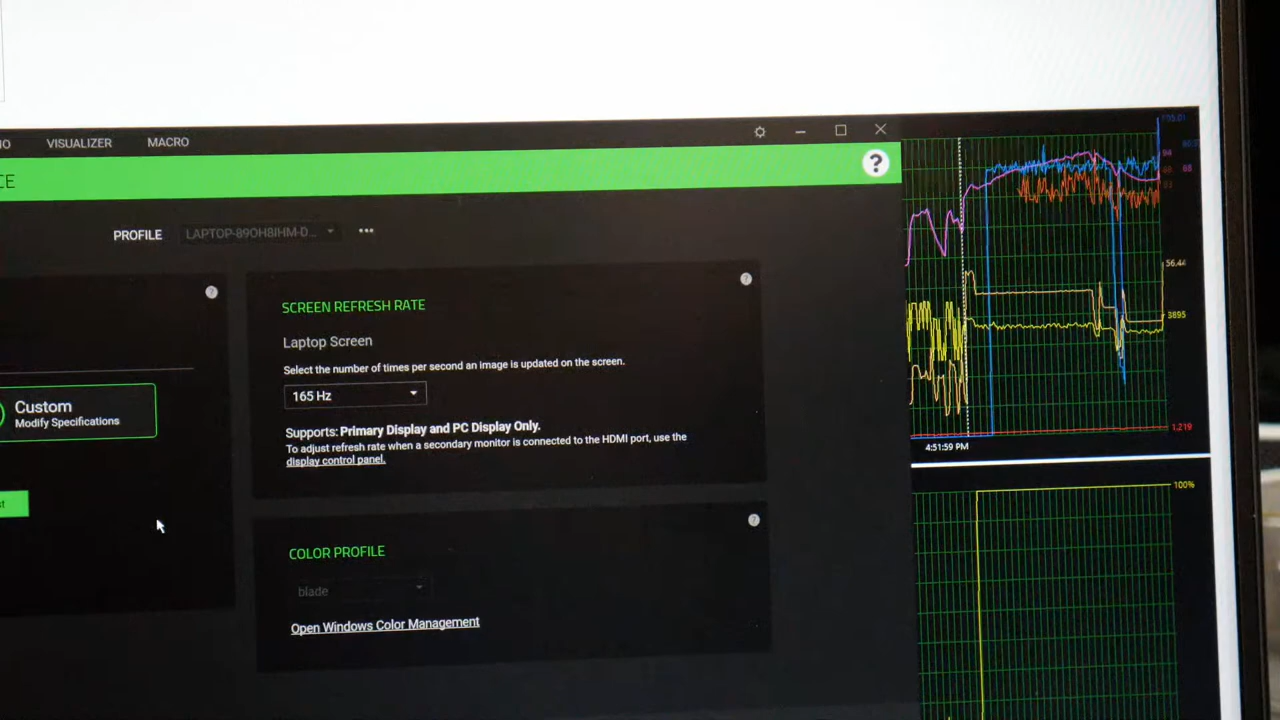 VISUALIZER MACRO
CE
PROFILE LAPTOP-89OH8IHM-D...
SCREEN REFRESH RATE
Laptop Screen
Select the number of times per second an image is updated on the screen.
165 Hz
Custom
Modify Specifications
Supports: Primary Display and PC Display Only.
To adjust refresh rate when a secondary monitor is connected to the HDMI port, use the
display control panel.
COLOR PROFILE
blade
Open Windows Color Management
56.44
3895
1.219
4:51:59 PM
100%